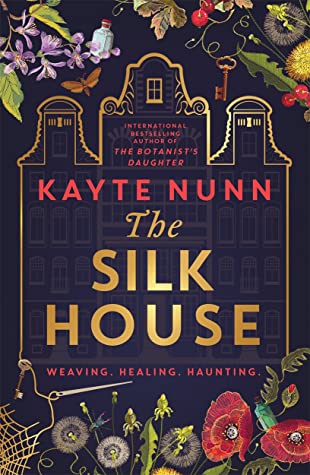 INTERNATIONAL
BESTSELLING
AUTHOR OF
THE BOTANIST'S
DAUGHTER
KAYTE NUNN
The
SILK
HOUSE
WEAVING. HEALING. HAUNTING.